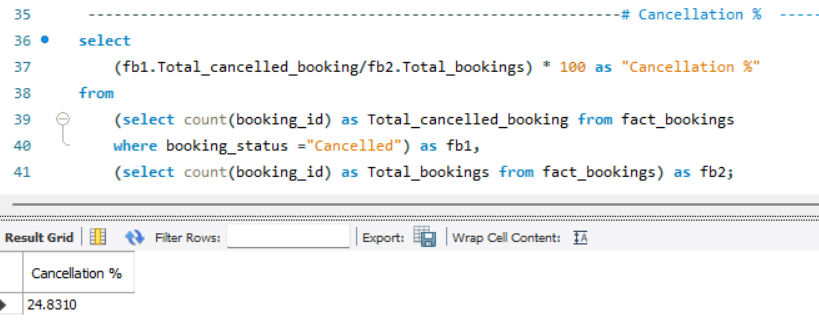 35 ------------------------------------------------------------# Cancellation % -----
36 select
37 (fb1.Total_cancelled_booking/fb2.Total_bookings) * 100 as "Cancellation %"
38 from
39 (select count(booking_id) as Total_cancelled_booking from fact_bookings
40 where booking_status ="Cancelled") as fb1,
41 (select count(booking_id) as Total_bookings from fact_bookings) as fb2;
Result Grid Filter Rows: Export: Wrap Cell Content: IA
Cancellation %
24.8310